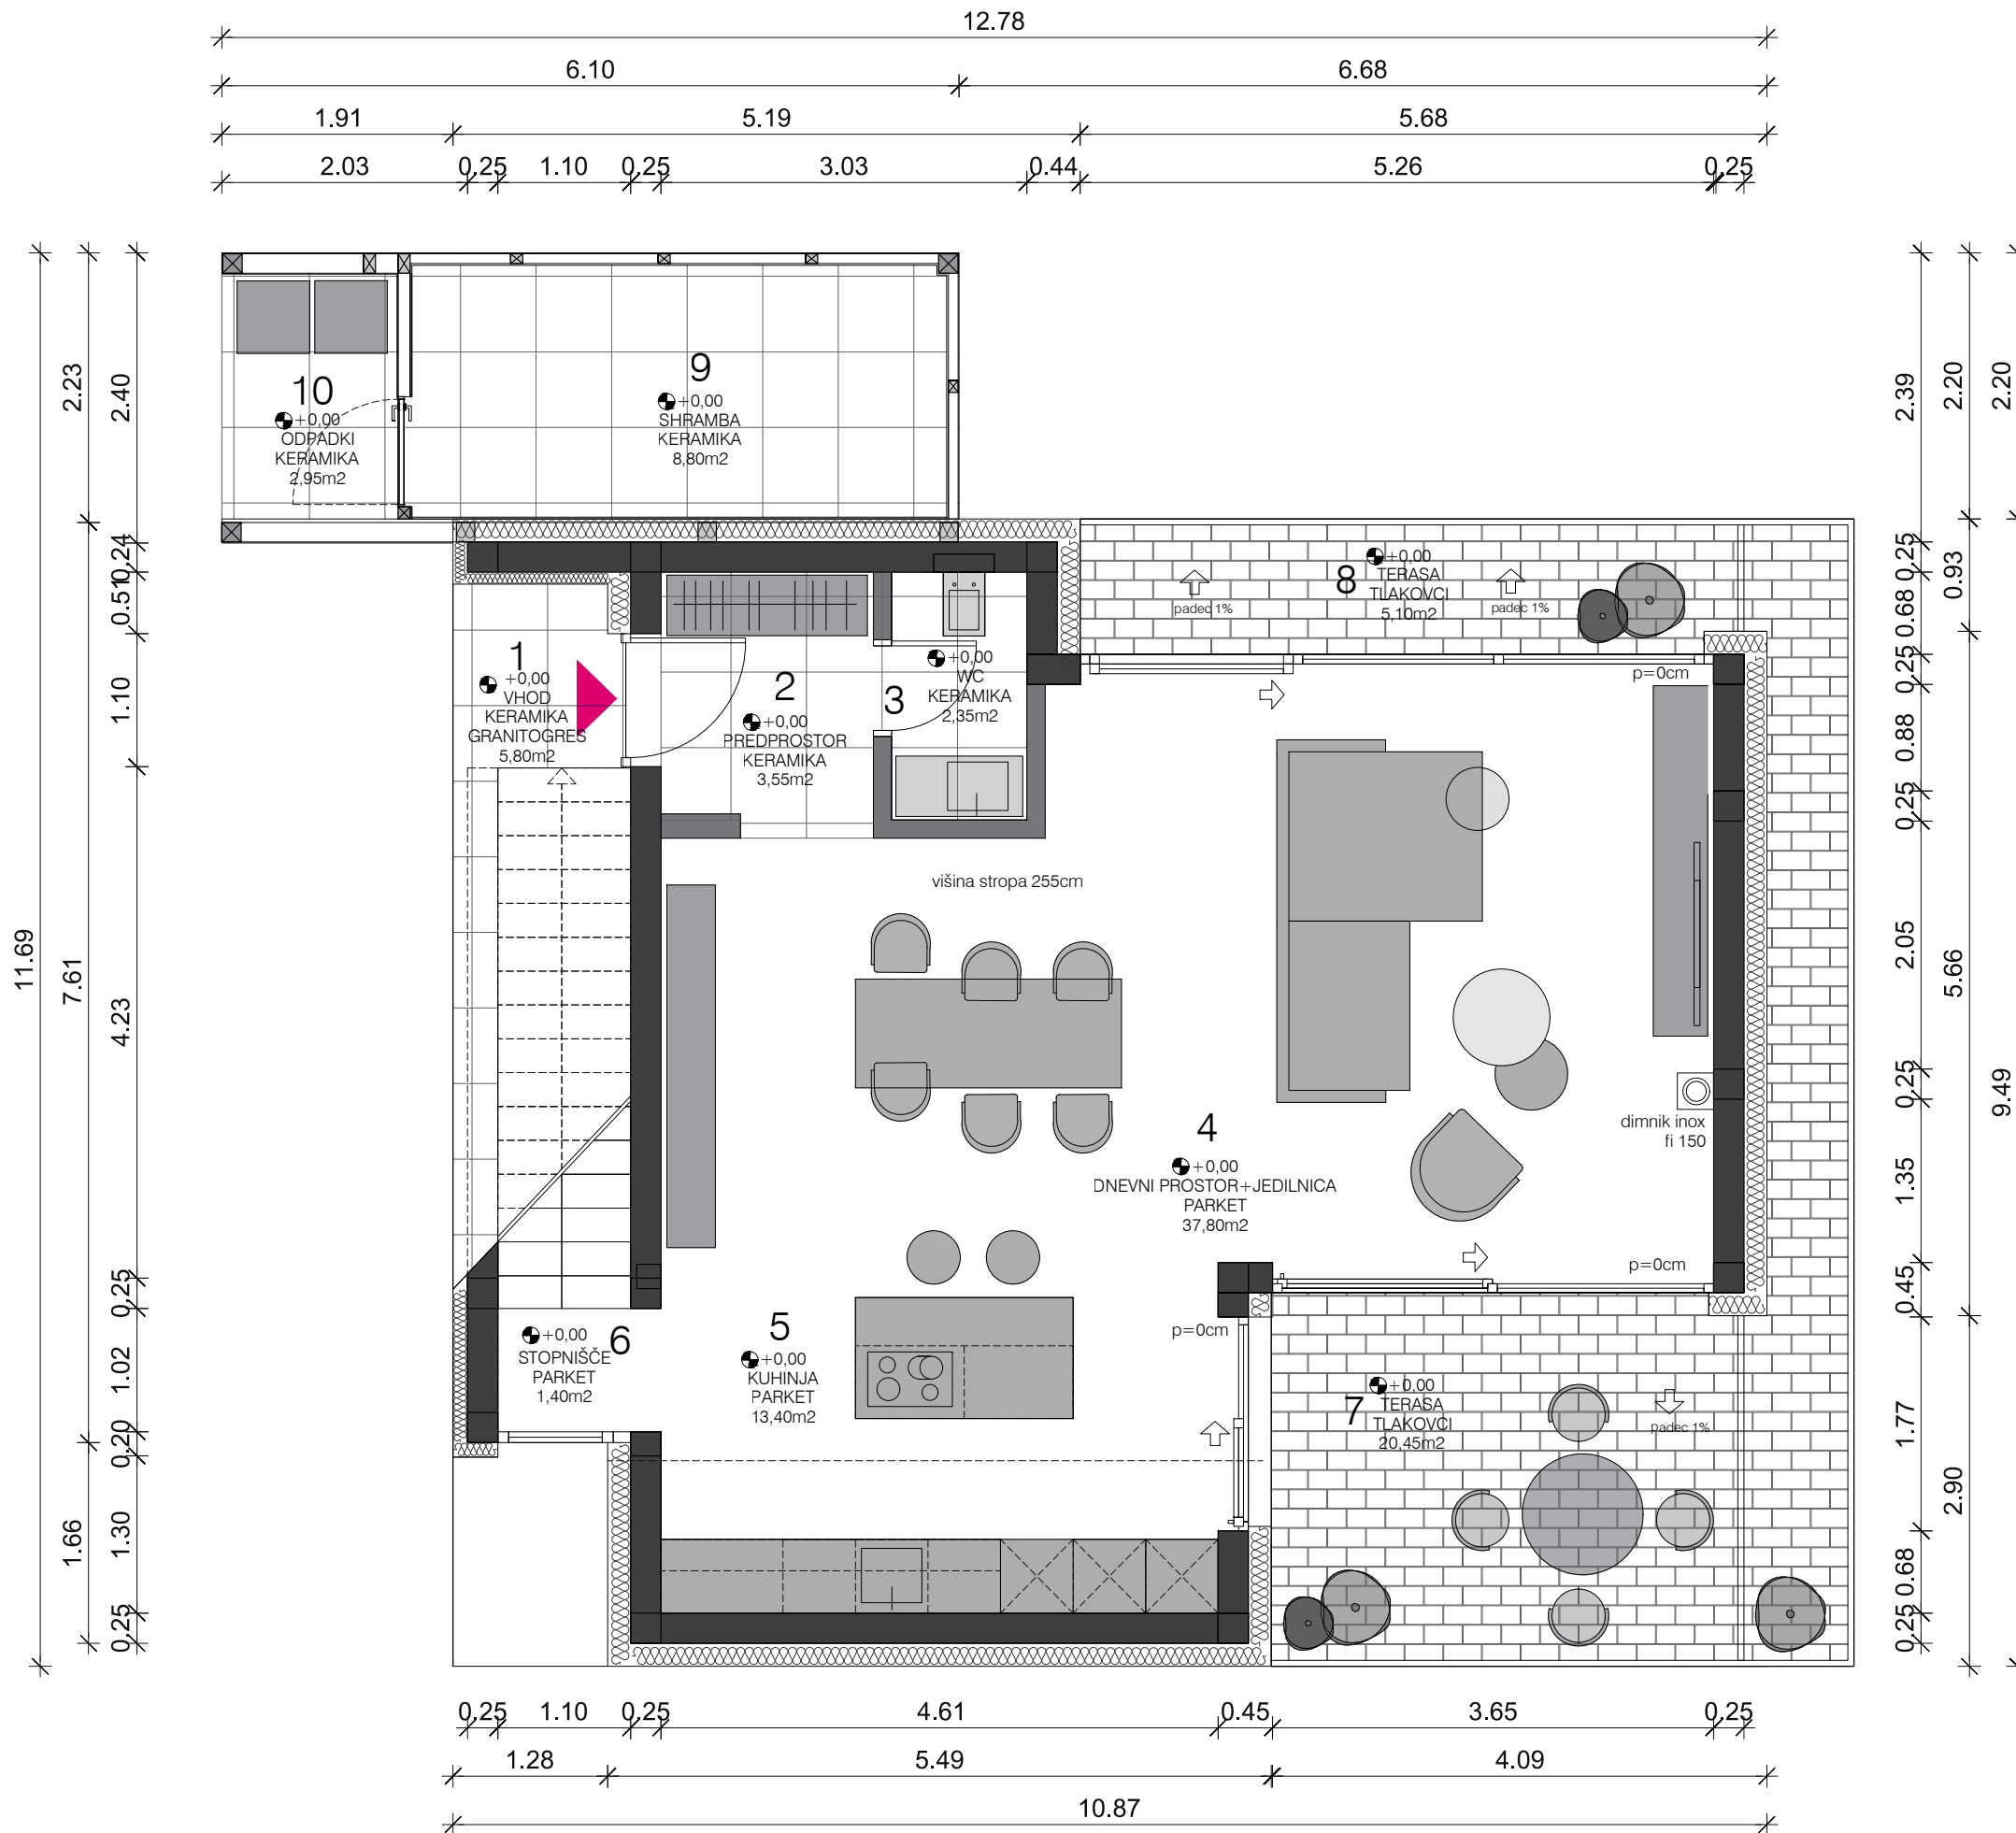 12.78
6.10 6.68
1.91 5.19 5.68
2.03 0.25 1.10 0.25 3.03 0.44 5.26 0.25
11.69
2.23
7.61
1.66
2.40
0.24
0.51
1.10
4.23
0.25
1.02
0.20
1.30
0.25
10
+0,00
ODPADKI
KERAMIKA
2,95m2
9
+0,00
SHRAMBA
KERAMIKA
8,80m2
8
+0,00
TERASA
TLAKOVCI
5,10m2
padec 1%
padec 1%
1
+0,00
VHOD
KERAMIKA
GRANITOGRES
5,80m2
2
+0,00
PREDPROSTOR
KERAMIKA
3,55m2
3
+0,00
WC
KERAMIKA
2,35m2
p=0cm
višina stropa 255cm
dimnik inox
fi 150
4
+0,00
DNEVNI PROSTOR+JEDILNICA
PARKET
37,80m2
p=0cm
p=0cm
5
+0,00
KUHINJA
PARKET
13,40m2
6
+0,00
STOPNIŠČE
PARKET
1,40m2
7
+0,00
TERASA
TLAKOVCI
20,45m2
padec 1%
2.39
0.25
0.68
0.25
0.88
0.25
2.05
0.25
1.35
0.45
1.77
0.68
0.25
2.20
0.93
5.66
2.90
2.20
9.49
0.25 1.10 0.25 4.61 0.45 3.65 0.25
1.28 5.49 4.09
10.87